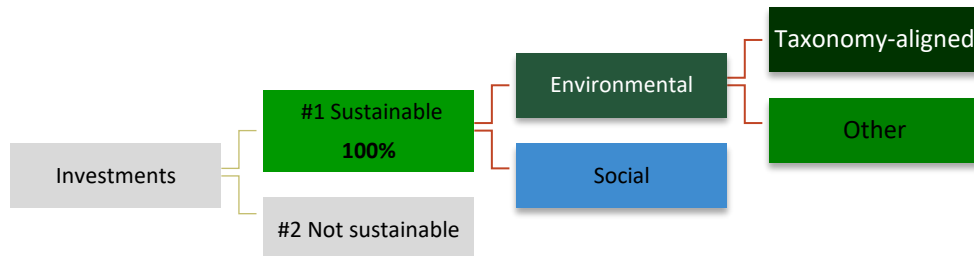 Investments
#1 Sustainable
100%
#2 Not sustainable
Environmental
Social
Taxonomy-aligned
Other